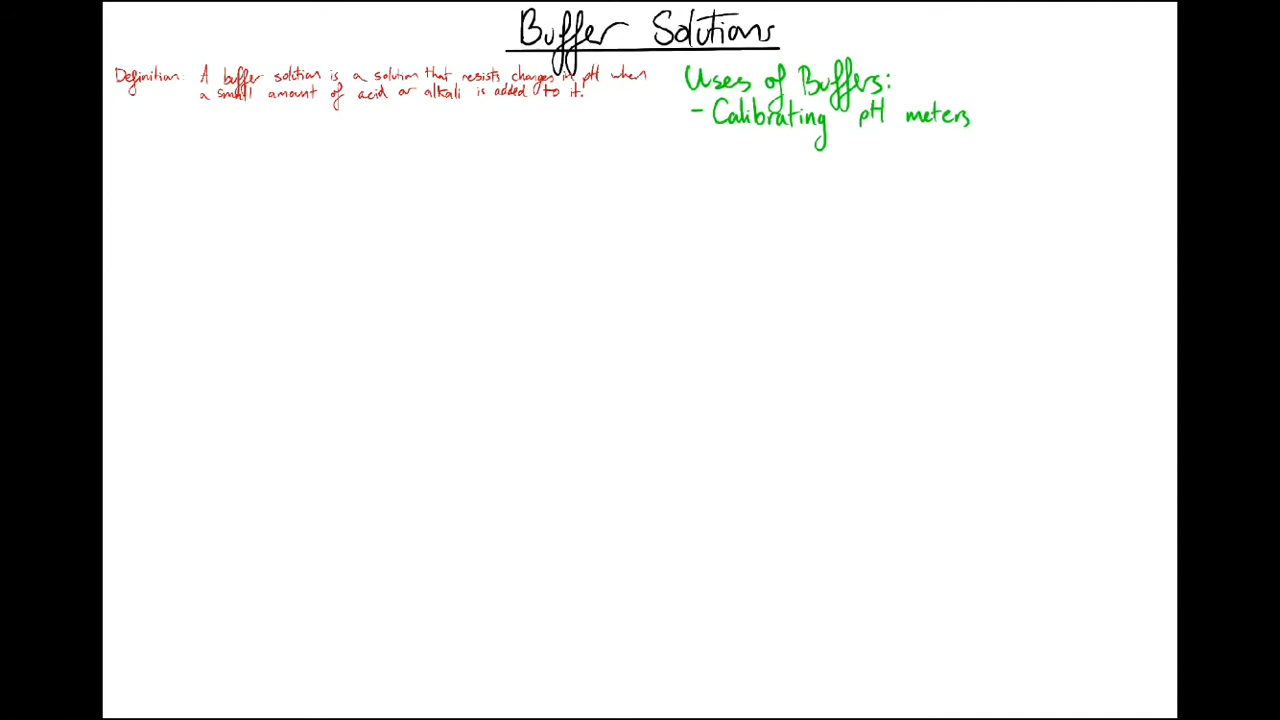 Buffer Solutions
Definition: A buffer solution is a solution that resists changes in pH when
a small amount of acid or alkali is added to it.
Uses of Buffers:
- Calibrating pH meters